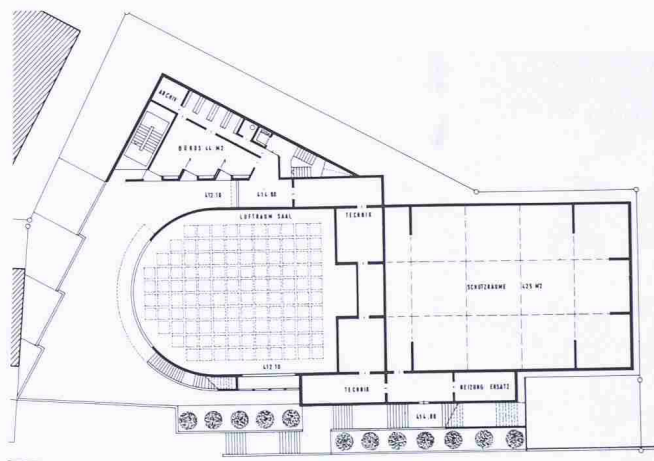 ARCHIV
BÜROS 44 M2
412.10
414.80
LUFTRAUM SAAL
TECHNIK
SCHUTZRÄUME 425 M2
412.10
TECHNIK
HEIZUNG ERSATZ
414.80